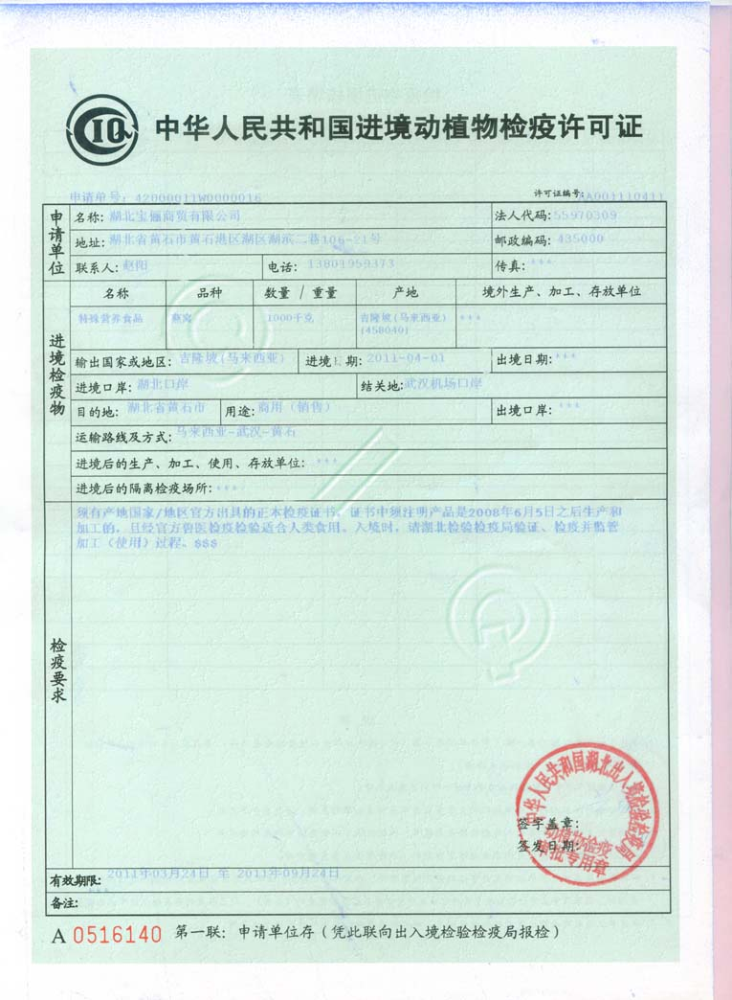 CIQ 中华人民共和国进境动植物检疫许可证
申请单号: 42000011W0000016 许可证编号: AA001110411
申请单位
名称: 湖北宝俪商贸有限公司 法人代码: 55970309
地址: 湖北省黄石市黄石港区湖区湖滨二巷106-21号 邮政编码: 435000
联系人: 赵阳 电话: 13801959373 传真: ***
进境检疫物
名称 品种 数量 / 重量 产地 境外生产、加工、存放单位
特殊营养食品 燕窝 1000千克 吉隆坡(马来西亚) ***
(458040)
输出国家或地区: 吉隆坡(马来西亚) 进境日期: 2011-04-01 出境日期: ***
进境口岸: 湖北口岸 结关地: 武汉机场口岸
目的地: 湖北省黄石市 用途: 商用（销售） 出境口岸: ***
运输路线及方式: 马来西亚-武汉-黄石
进境后的生产、加工、使用、存放单位: ***
进境后的隔离检疫场所: ***
检疫要求
须有产地国家/地区官方出具的正本检疫证书。证书中须注明产品是2008年6月5日之后生产和
加工的，且经官方兽医检疫检验适合人类食用。入境时，请湖北检验检疫局验证、检疫并监管
加工（使用）过程。$$$
中华人民共和国湖北出入境检验检疫局
签字盖章:
动植物检疫
签发日期:
审批专用章
有效期限: 2011年03月24日 至 2011年09月24日
备注: ***
A 0516140 第一联: 申请单位存（凭此联向出入境检验检疫局报检）